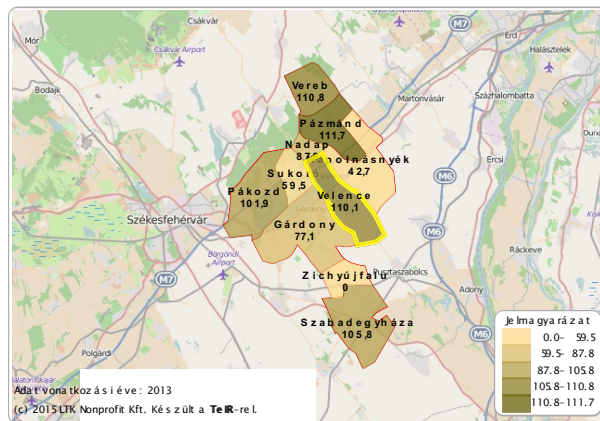 Csákvár
Mór
Csákvár Airport
Bodajk
M7
Érd
Halásztelek
Százhalombatta
Martonvásár
Vereb
110,8
Pázmánd
111,7
Nadap
Kápolnásnyék
42,7
Sukoró
59,5
Pákozd
101,9
Velence
110,1
Gárdony
77,1
Székesfehérvár
Börgöndi
Airport
M7
M6
Ercsi
M6
Ráckeve
Zichyújfalu
0
Pusztaszabolcs
Adony
Szabadegyháza
105,8
Polgárdi
Jelmagyarázat
0.0- 59.5
59.5- 87.8
87.8- 105.8
105.8- 110.8
110.8- 111.7
Adat vonatkozási éve: 2013
(c) 2015 LTK Nonprofit Kft. Készült a TeIR-rel.